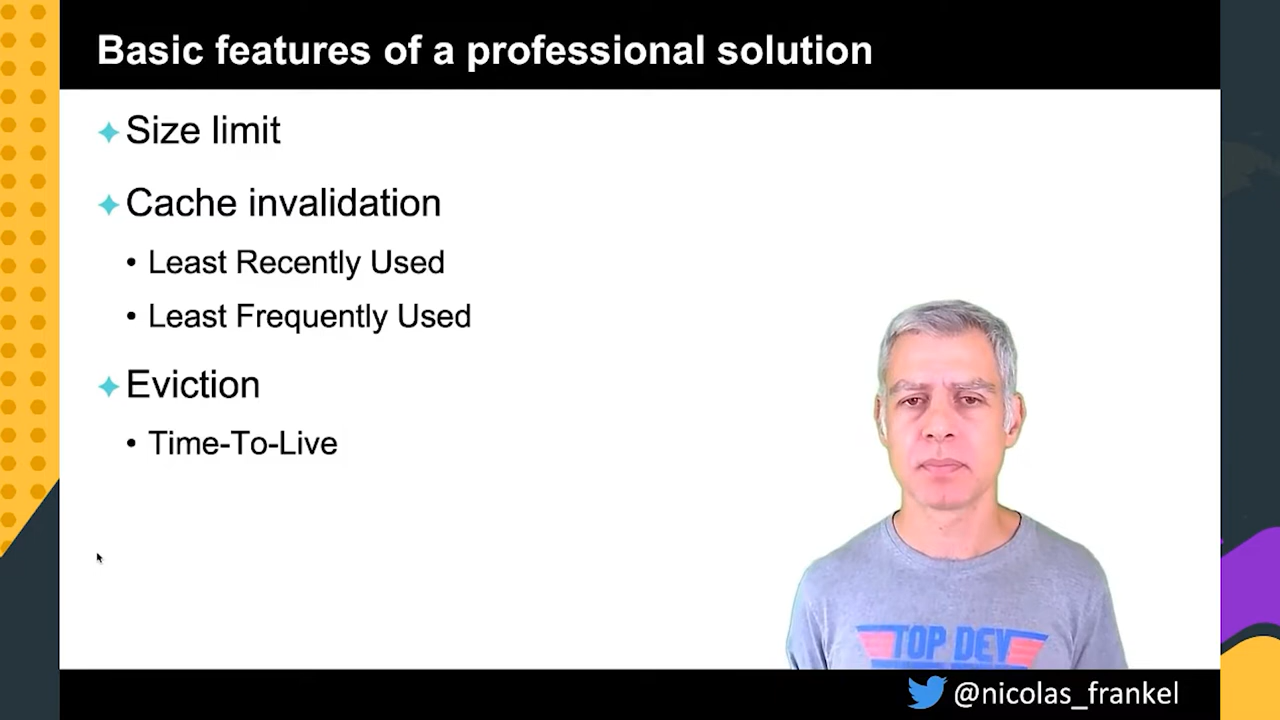 Basic features of a professional solution
Size limit
Cache invalidation
• Least Recently Used
• Least Frequently Used
Eviction
• Time-To-Live
TOP DEV
@nicolas_frankel